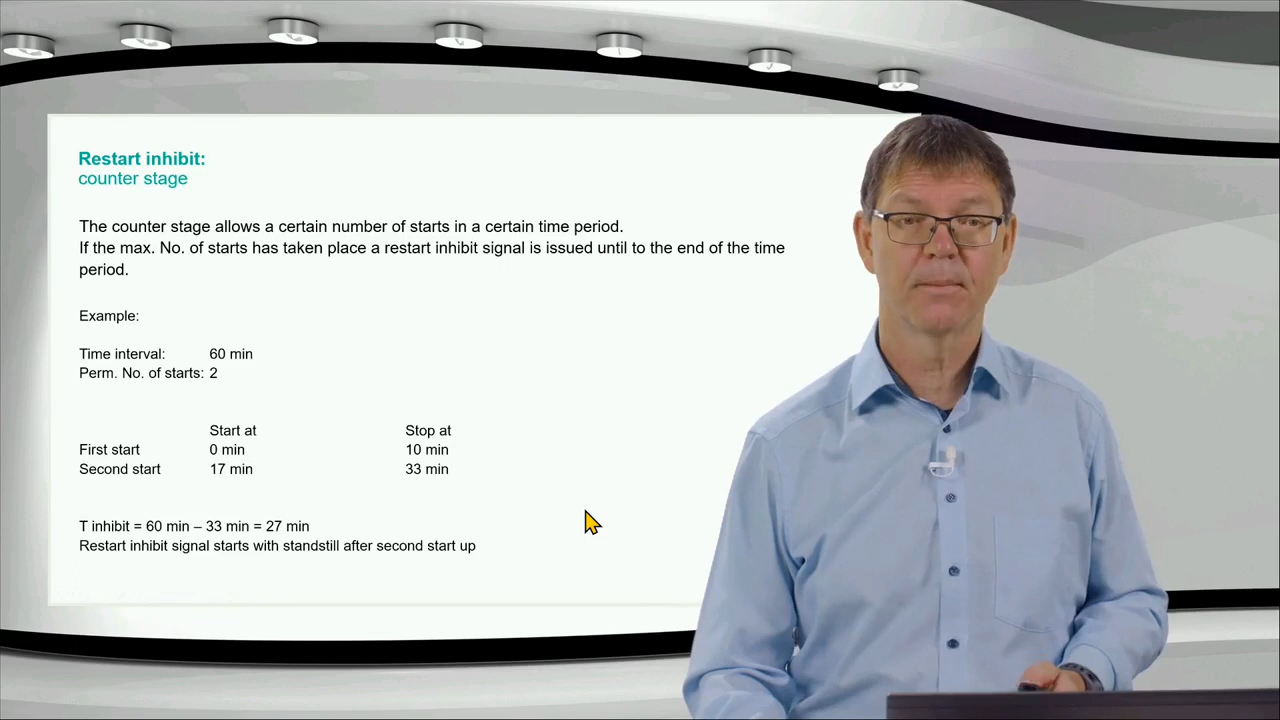 Restart inhibit:
counter stage
The counter stage allows a certain number of starts in a certain time period.
If the max. No. of starts has taken place a restart inhibit signal is issued until to the end of the time
period.
Example:
Time interval: 60 min
Perm. No. of starts: 2
Start at Stop at
First start 0 min 10 min
Second start 17 min 33 min
T inhibit = 60 min – 33 min = 27 min
Restart inhibit signal starts with standstill after second start up